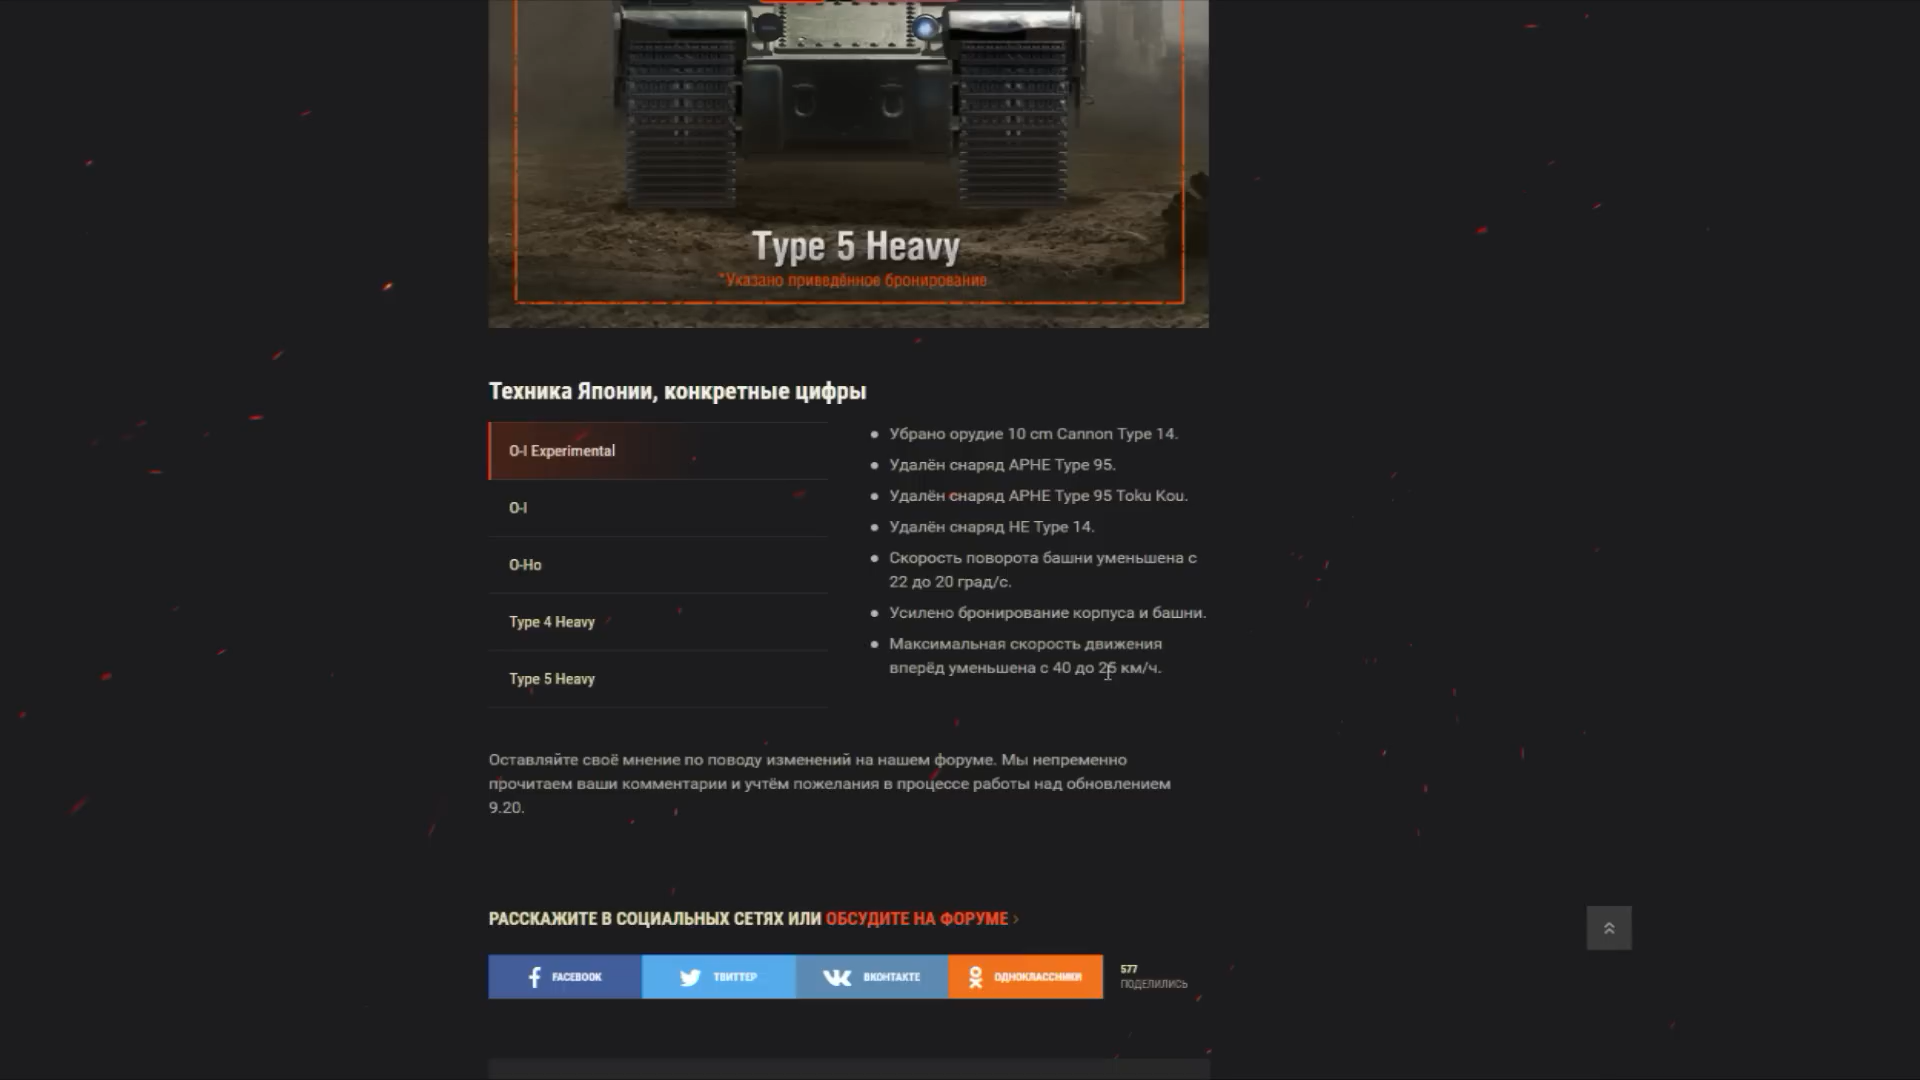 Type 5 Heavy
*Указано приведённое бронирование
Техника Японии, конкретные цифры
O-I Experimental
O-I
O-Ho
Type 4 Heavy
Type 5 Heavy
Убрано орудие 10 cm Cannon Type 14.
Удалён снаряд APHE Type 95.
Удалён снаряд APHE Type 95 Toku Kou.
Удалён снаряд HE Type 14.
Скорость поворота башни уменьшена с
22 до 20 град/с.
Усилено бронирование корпуса и башни.
Максимальная скорость движения
вперёд уменьшена с 40 до 25 км/ч.
Оставляйте своё мнение по поводу изменений на нашем форуме. Мы непременно
прочитаем ваши комментарии и учтём пожелания в процессе работы над обновлением
9.20.
РАССКАЖИТЕ В СОЦИАЛЬНЫХ СЕТЯХ ИЛИ ОБСУДИТЕ НА ФОРУМЕ ›
FACEBOOK
ТВИТТЕР
ВКОНТАКТЕ
ОДНОКЛАССНИКИ
577
ПОДЕЛИЛИСЬ